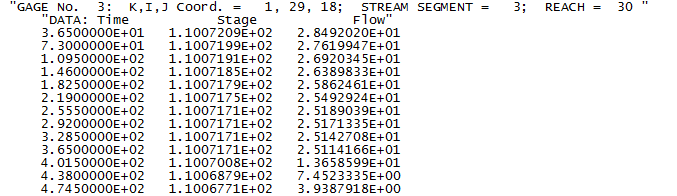 "GAGE No. 3: K,I,J Coord. = 1, 29, 18; STREAM SEGMENT = 3; REACH = 30 "
"DATA: Time Stage Flow"
3.6500000E+01 1.1007209E+02 2.8492020E+01
7.3000001E+01 1.1007199E+02 2.7619947E+01
1.0950000E+02 1.1007191E+02 2.6920345E+01
1.4600000E+02 1.1007185E+02 2.6389833E+01
1.8250000E+02 1.1007179E+02 2.5862461E+01
2.1900000E+02 1.1007175E+02 2.5492924E+01
2.5550000E+02 1.1007171E+02 2.5189039E+01
2.9200000E+02 1.1007171E+02 2.5171335E+01
3.2850000E+02 1.1007171E+02 2.5142708E+01
3.6500000E+02 1.1007171E+02 2.5114166E+01
4.0150000E+02 1.1007008E+02 1.3658599E+01
4.3800000E+02 1.1006879E+02 7.4523335E+00
4.7450000E+02 1.1006771E+02 3.9387918E+00